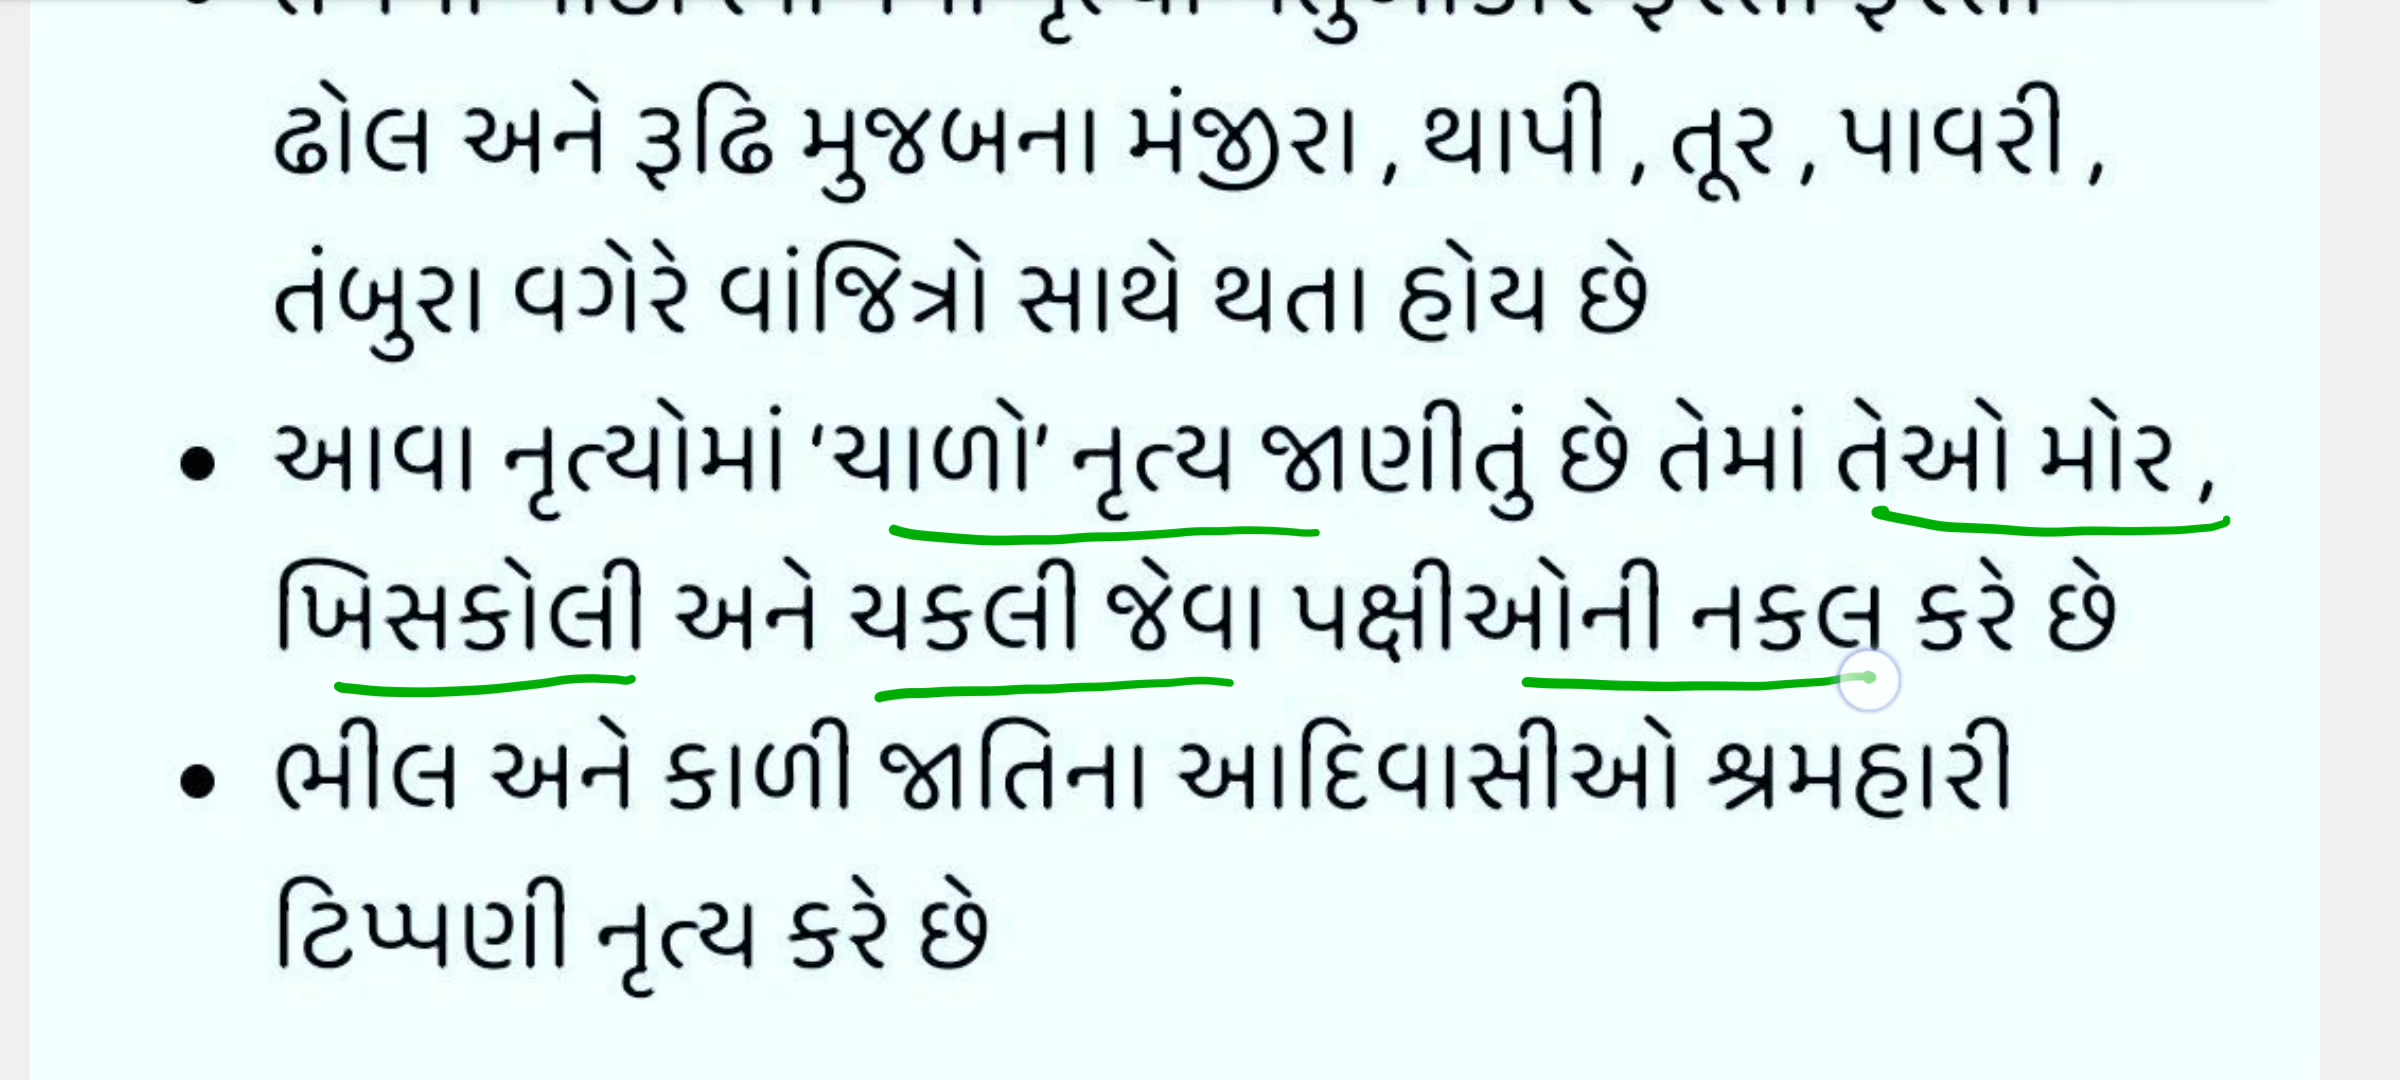 ઢોલ અને રૂઢિ મુજબના મંજીરા , થાપી , તૂર , પાવરી ,
તંબુરા વગેરે વાંજિત્રો સાથે થતા હોય છે
• આવા નૃત્યોમાં ‘ચાળો’ નૃત્ય જાણીતું છે તેમાં તેઓ મોર ,
ખિસકોલી અને ચકલી જેવા પક્ષીઓની નકલ કરે છે
• ભીલ અને કાળી જાતિના આદિવાસીઓ શ્રમહારી
ટિપ્પણી નૃત્ય કરે છે